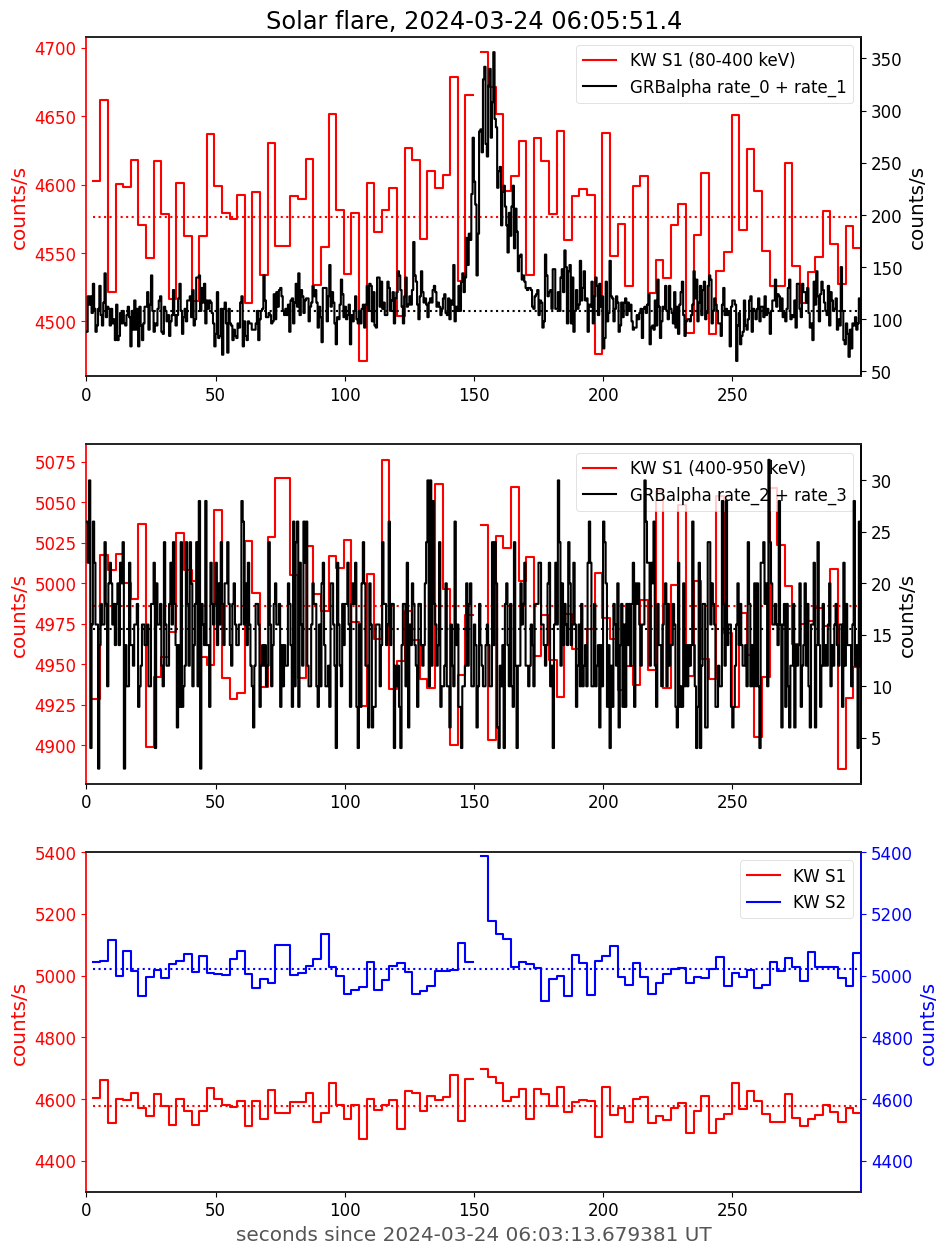 Solar flare, 2024-03-24 06:05:51.4
4700
4650
4600
4550
4500
counts/s
KW S1 (80-400 keV)
GRBalpha rate_0 + rate_1
350
300
250
200
150
100
50
counts/s
0 50 100 150 200 250
5075
5050
5025
5000
4975
4950
4925
4900
counts/s
KW S1 (400-950 keV)
GRBalpha rate_2 + rate_3
30
25
20
15
10
5
counts/s
0 50 100 150 200 250
5400
5200
5000
4800
4600
4400
counts/s
KW S1
KW S2
5400
5200
5000
4800
4600
4400
counts/s
0 50 100 150 200 250
seconds since 2024-03-24 06:03:13.679381 UT